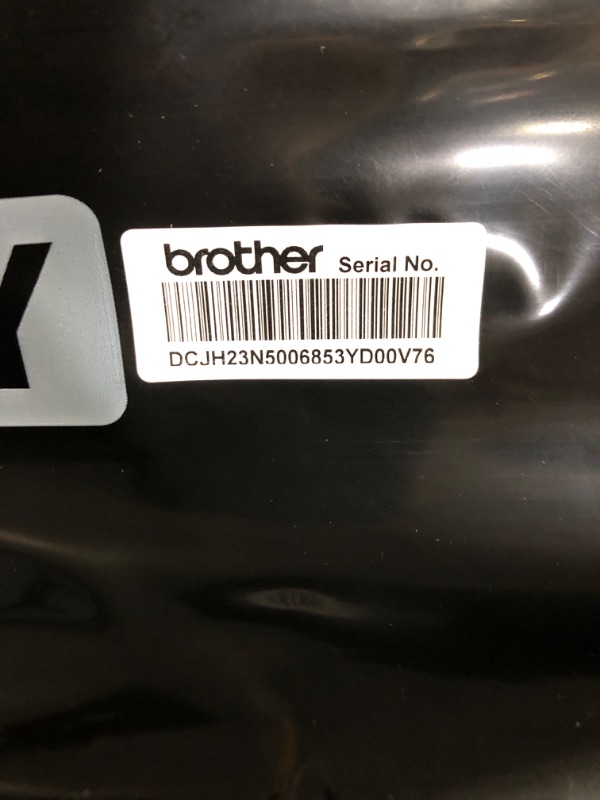 brother Serial No.
DCJH23N5006853YD00V76
Y